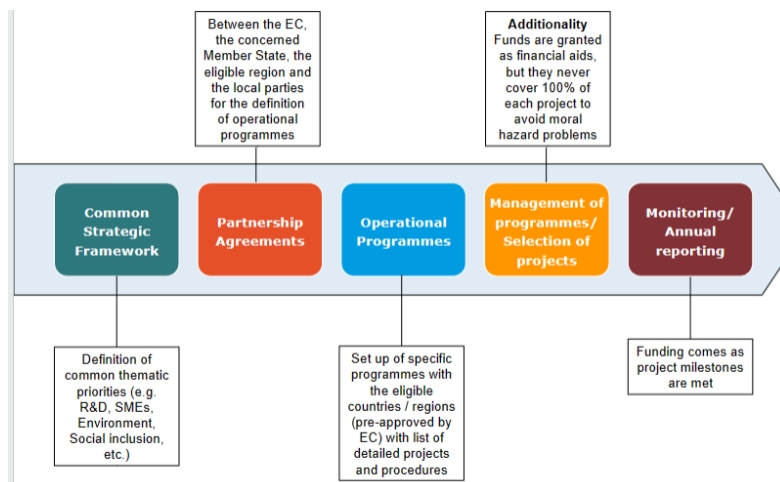 Between the EC,
the concerned
Member State, the
eligible region and
the local parties
for the definition
of operational
programmes
Additionality
Funds are granted
as financial aids,
but they never
cover 100% of
each project to
avoid moral
hazard problems
Common
Strategic
Framework
Partnership
Agreements
Operational
Programmes
Management of
programmes/
Selection of
projects
Monitoring/
Annual
reporting
Definition of
common thematic
priorities (e.g.
R&D, SMEs,
Environment,
Social inclusion,
etc.)
Set up of specific
programmes with
the eligible
countries / regions
(pre-approved by
EC) with list of
detailed projects
and procedures
Funding comes as
project milestones
are met